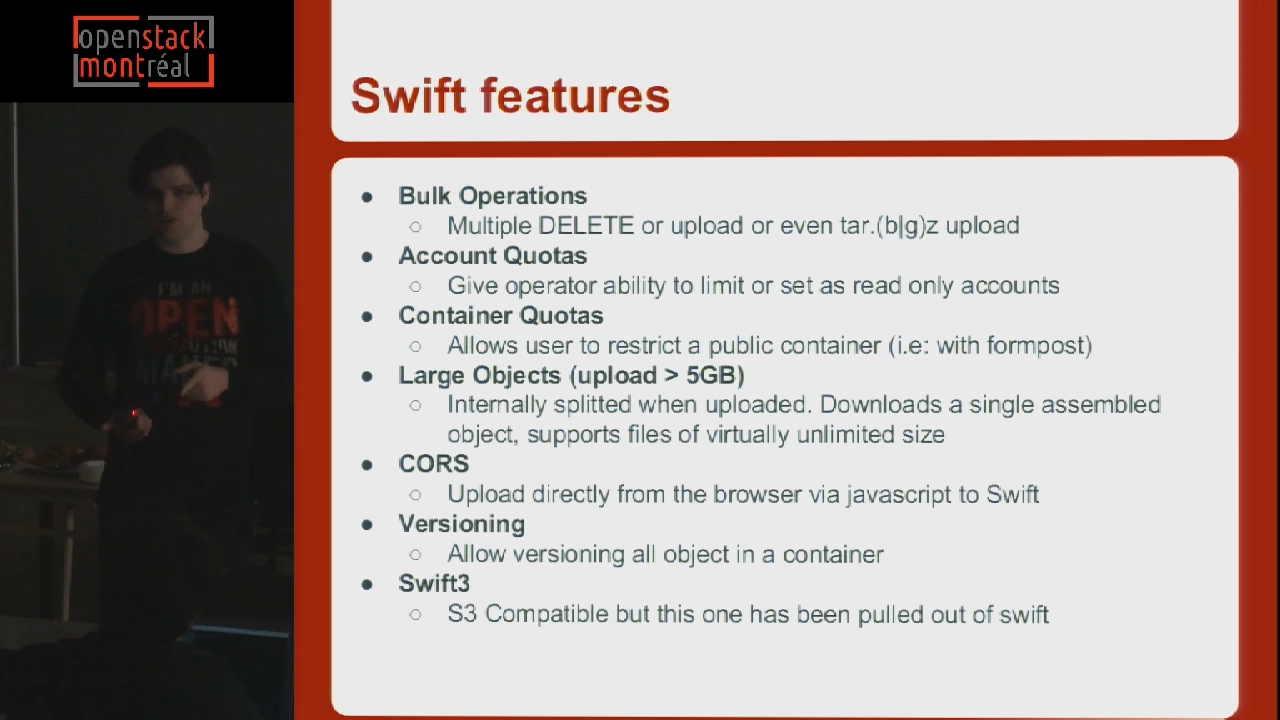 openstack
montréal
Swift features
● Bulk Operations
○ Multiple DELETE or upload or even tar.(b|g)z upload
● Account Quotas
○ Give operator ability to limit or set as read only accounts
● Container Quotas
○ Allows user to restrict a public container (i.e: with formpost)
● Large Objects (upload > 5GB)
○ Internally splitted when uploaded. Downloads a single assembled
object, supports files of virtually unlimited size
● CORS
○ Upload directly from the browser via javascript to Swift
● Versioning
○ Allow versioning all object in a container
● Swift3
○ S3 Compatible but this one has been pulled out of swift
I'M AN
OPEN